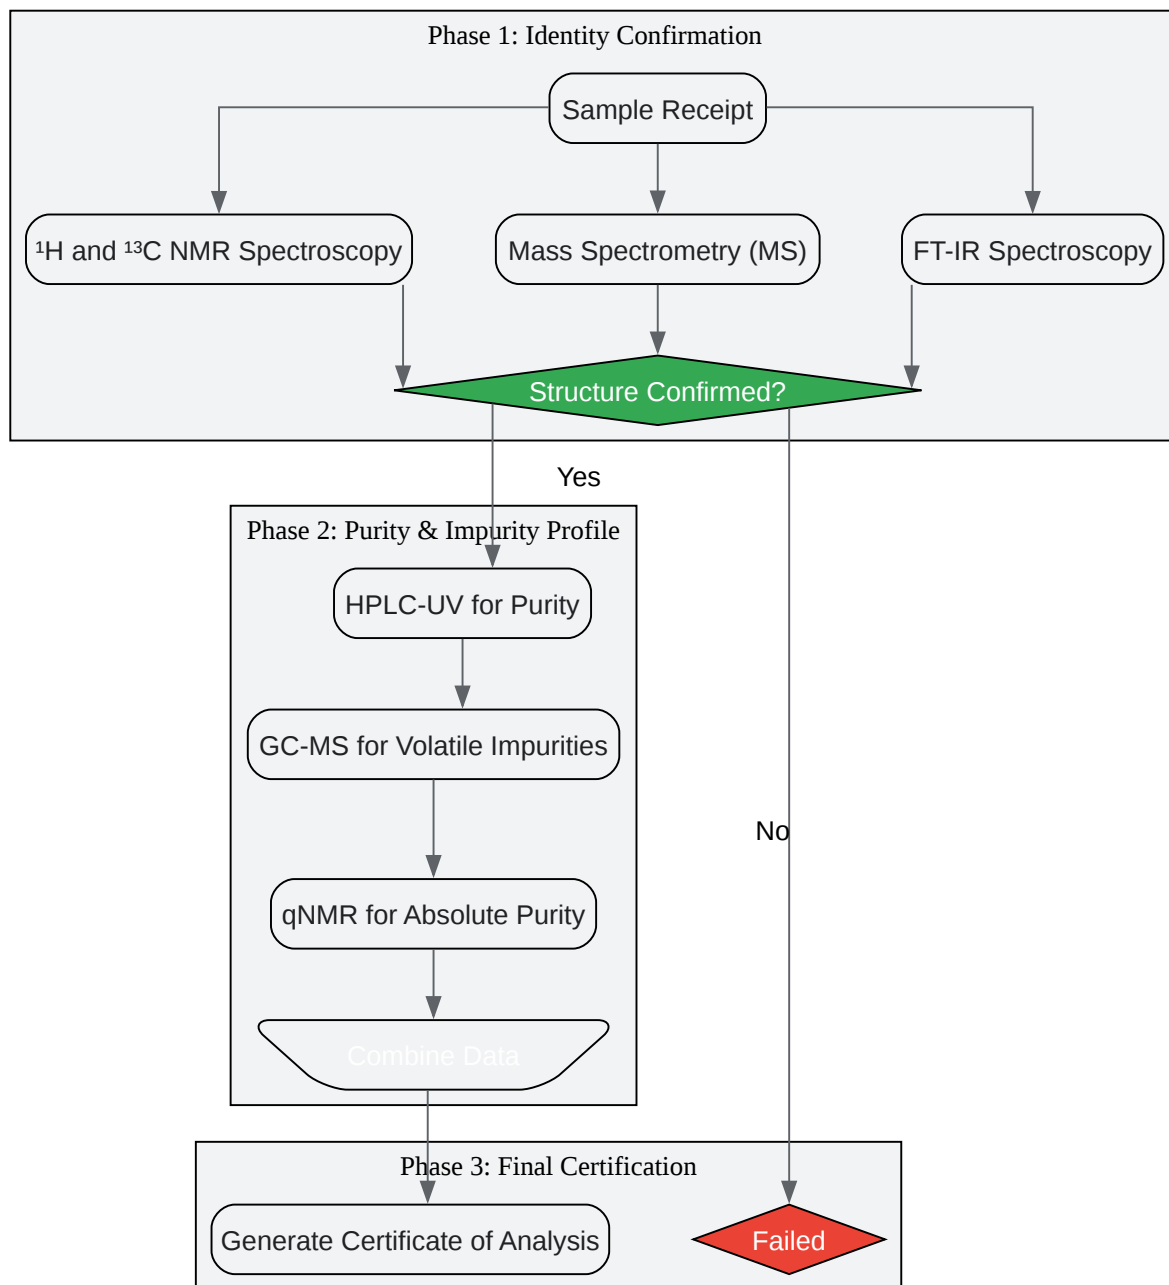 Phase 1: Identity Confirmation
Sample Receipt
¹H and ¹³C NMR Spectroscopy
Mass Spectrometry (MS)
FT-IR Spectroscopy
Structure Confirmed?
Yes
Phase 2: Purity & Impurity Profile
HPLC-UV for Purity
GC-MS for Volatile Impurities
No
qNMR for Absolute Purity
Combine Data
Phase 3: Final Certification
Generate Certificate of Analysis
Failed